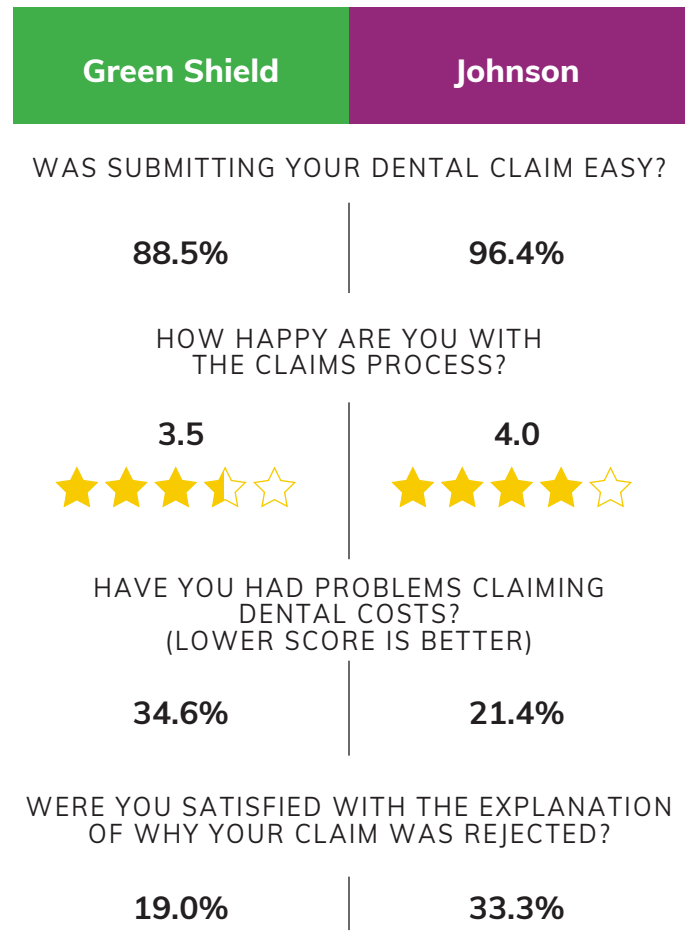 Green Shield
Johnson
WAS SUBMITTING YOUR DENTAL CLAIM EASY?
88.5%
96.4%
HOW HAPPY ARE YOU WITH
THE CLAIMS PROCESS?
3.5
4.0
HAVE YOU HAD PROBLEMS CLAIMING
DENTAL COSTS?
(LOWER SCORE IS BETTER)
34.6%
21.4%
WERE YOU SATISFIED WITH THE EXPLANATION
OF WHY YOUR CLAIM WAS REJECTED?
19.0%
33.3%